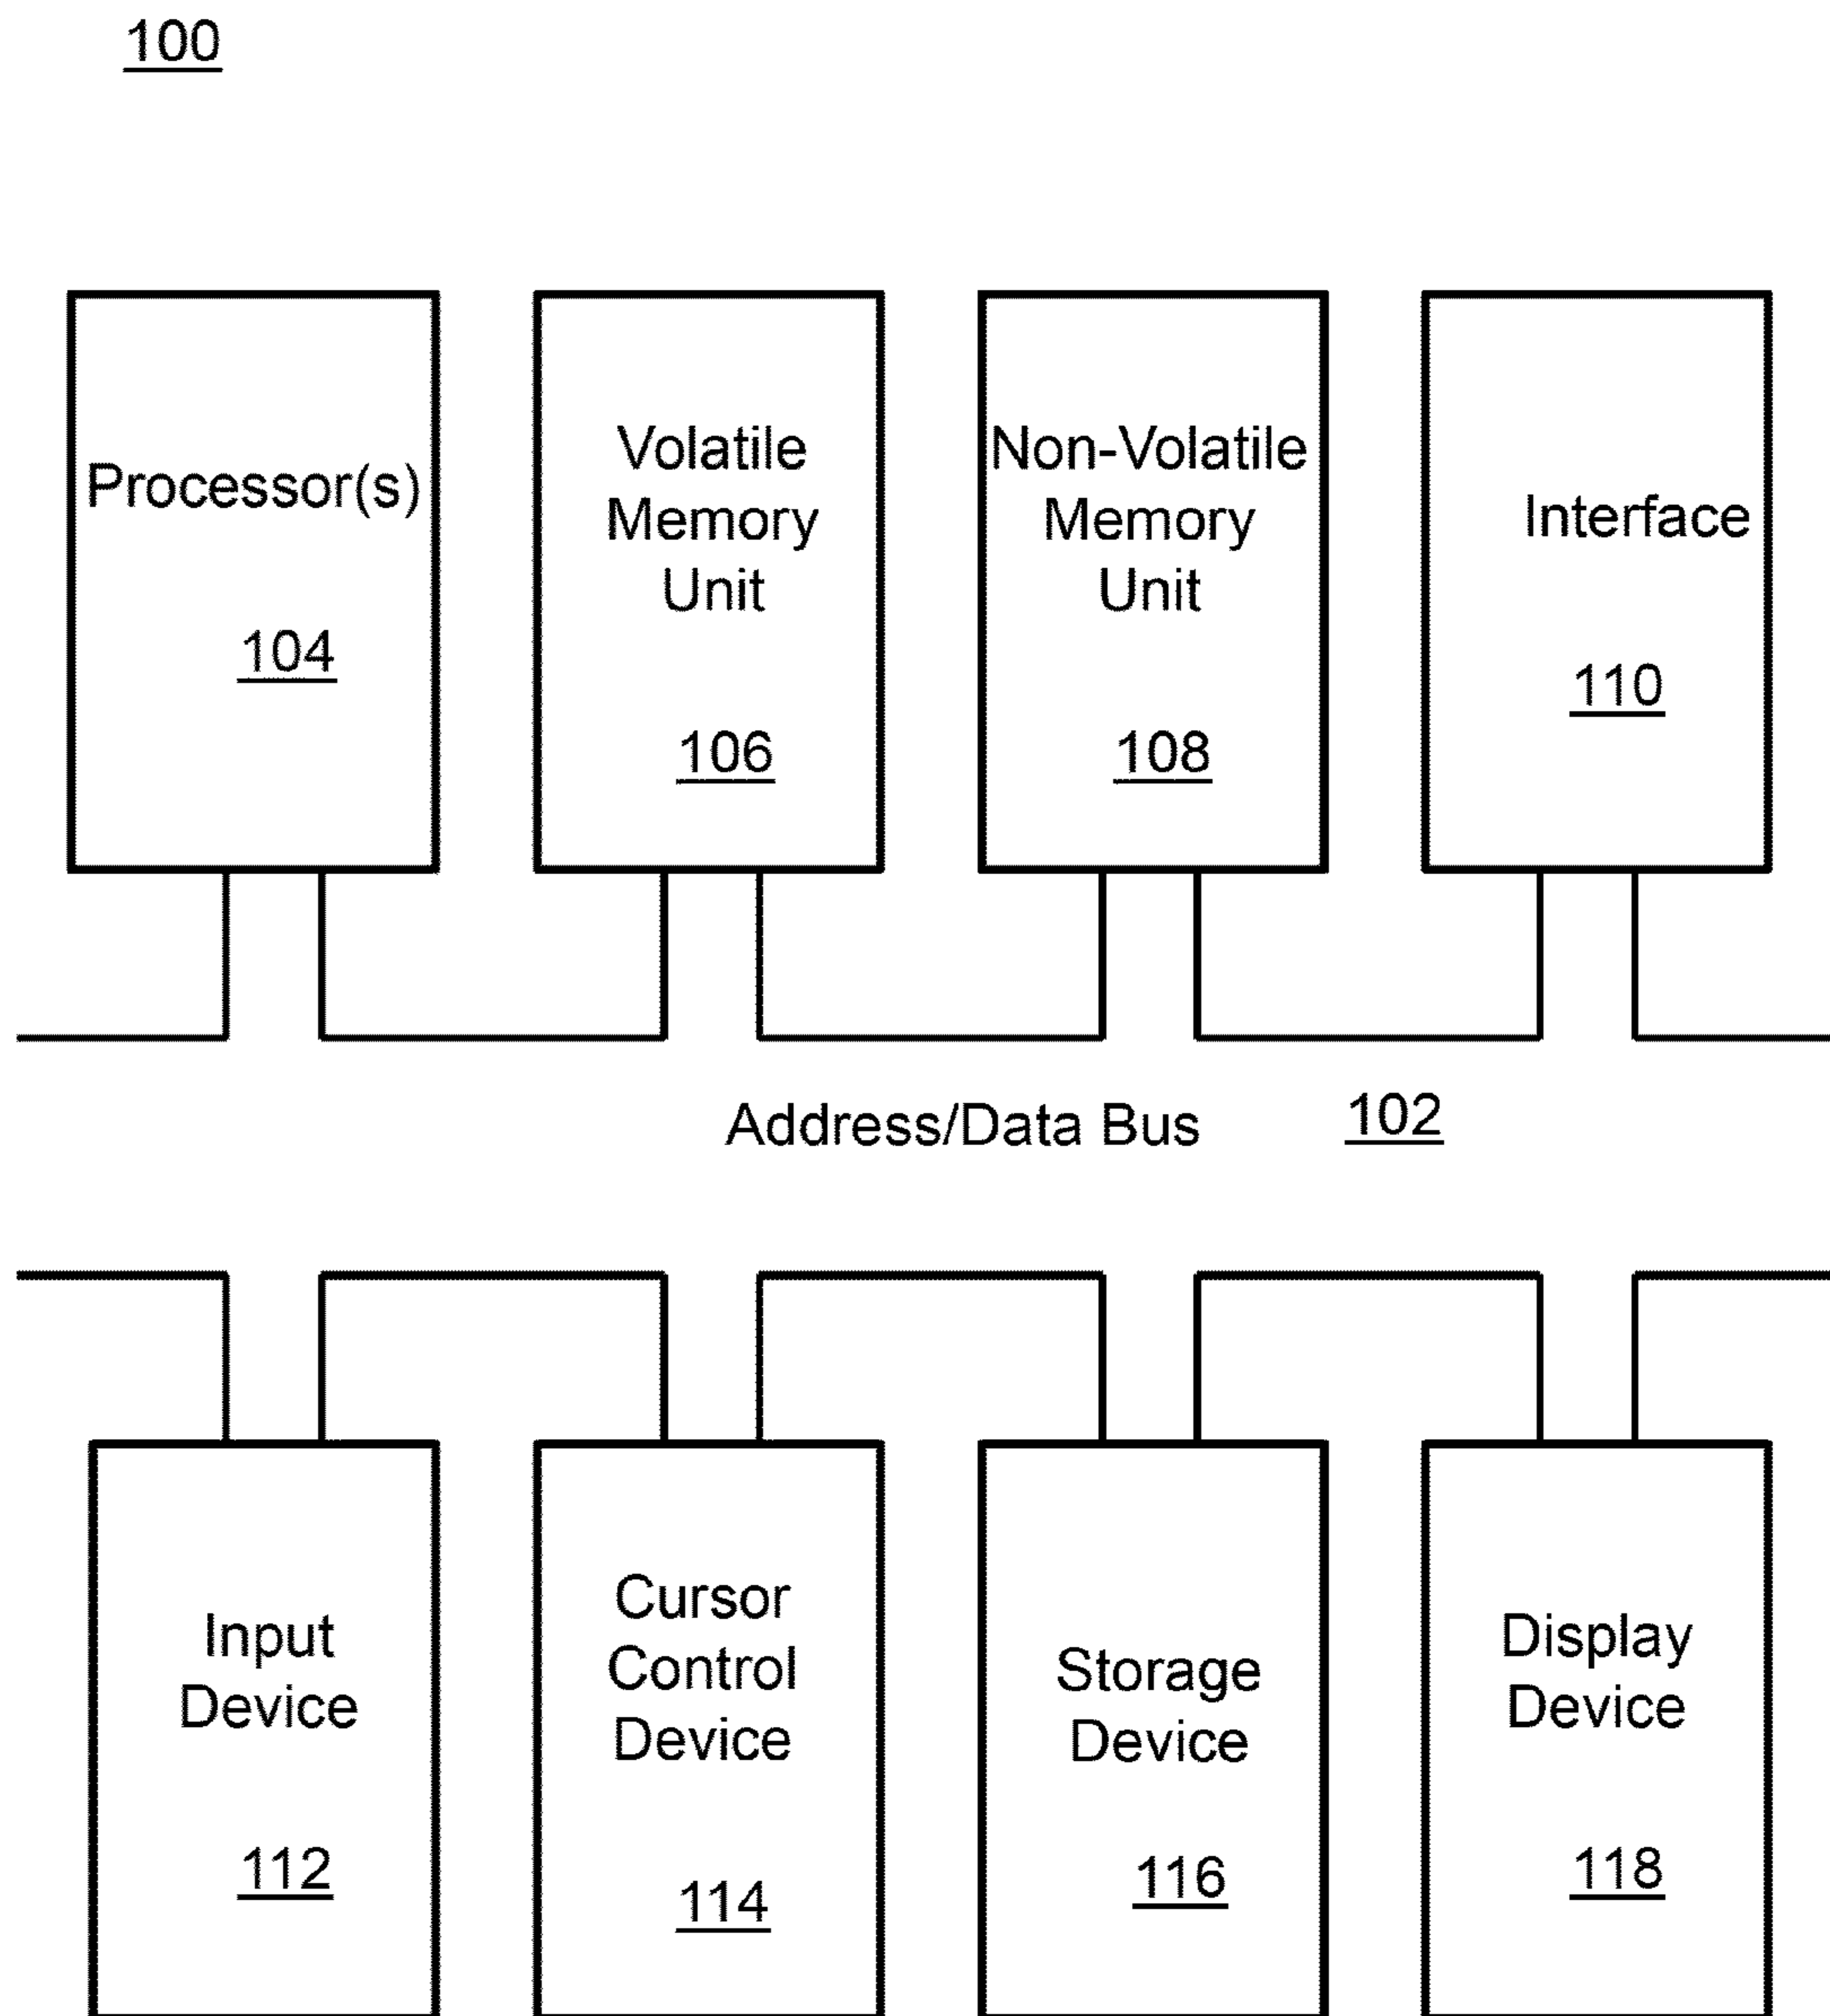 100
Processor(s)
104
Volatile
Memory
Unit
106
Non-Volatile
Memory
Unit
108
Interface
110
Address/Data Bus
102
Input
Device
112
Cursor
Control
Device
114
Storage
Device
116
Display
Device
118